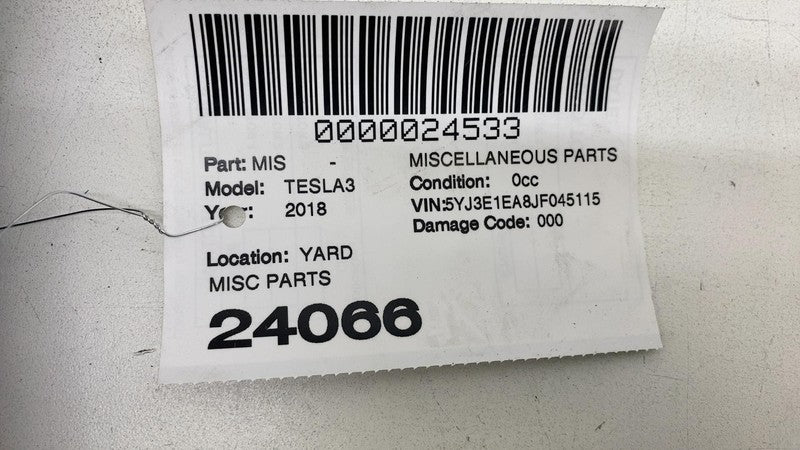 0000024533
Part: MIS - MISCELLANEOUS PARTS
Model: TESLA3 Condition: 0cc
Year: 2018 VIN:5YJ3E1EA8JF045115
Damage Code: 000
Location: YARD
MISC PARTS
24066